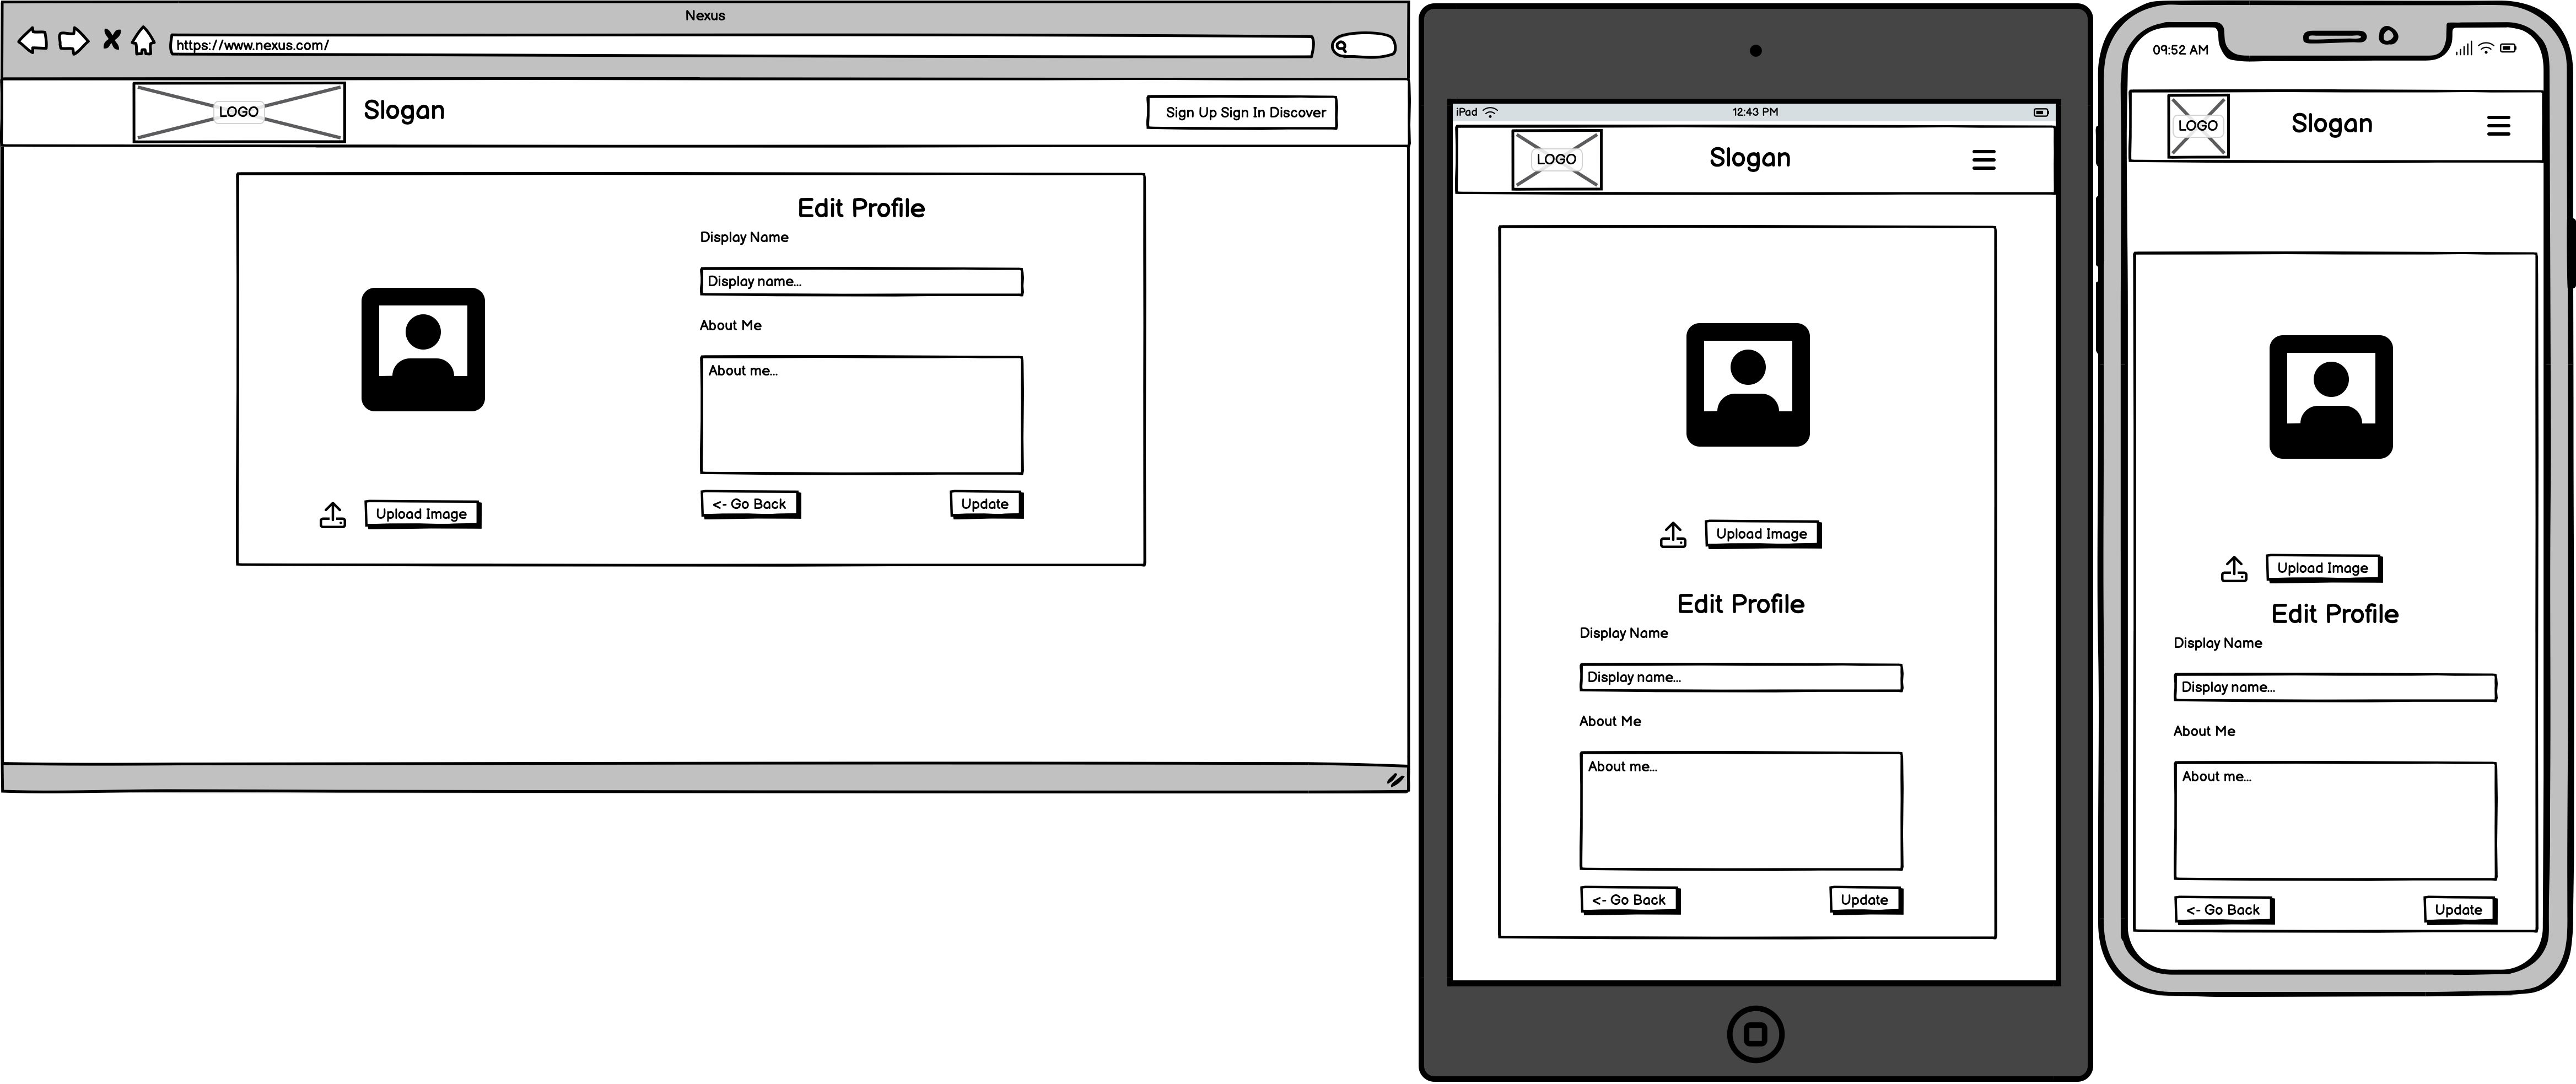 Nexus
https://www.nexus.com/
LOGO
Slogan
Sign Up Sign In Discover
Edit Profile
Display Name
Display name...
About Me
About me...
<- Go Back
Update
Upload Image
iPad
12:43 PM
LOGO
Slogan
Upload Image
Edit Profile
Display Name
Display name...
About Me
About me...
<- Go Back
Update
09:52 AM
LOGO
Slogan
Upload Image
Edit Profile
Display Name
Display name...
About Me
About me...
<- Go Back
Update